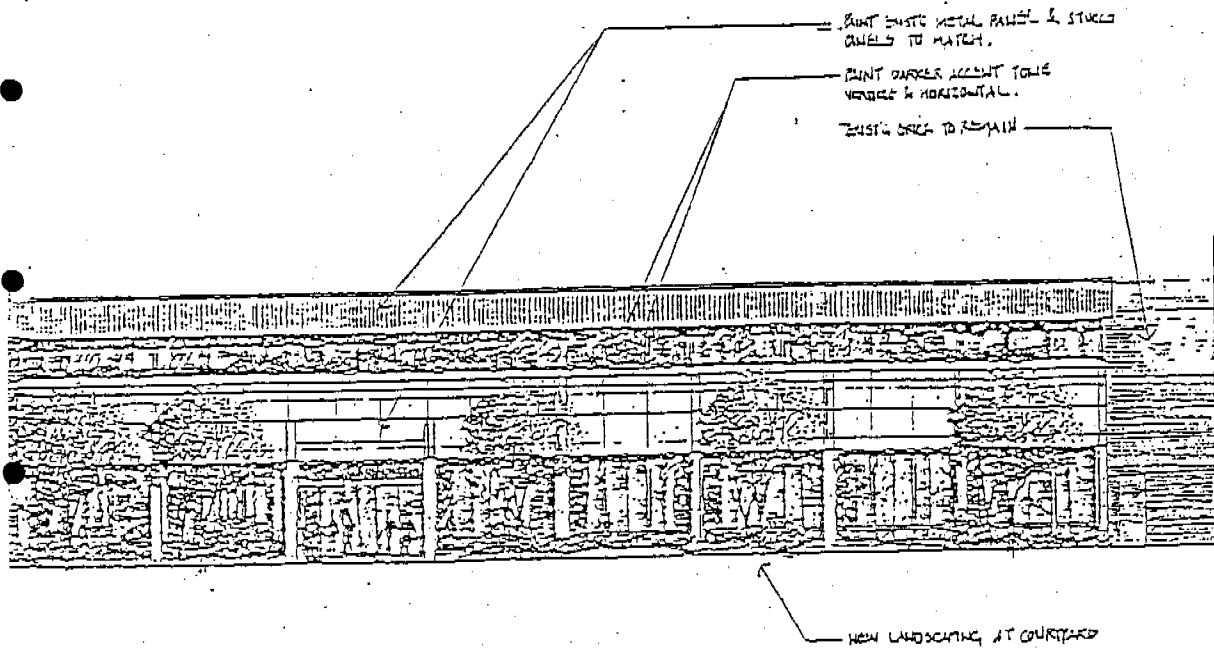 PAINT EXIST'G METAL PANEL & STUCCO
PANELS TO MATCH.
PAINT DARKER ACCENT TONE
& HORIZONTAL.
EXIST'G BRICK TO REMAIN
NEW LANDSCAPING AT COURTYARD